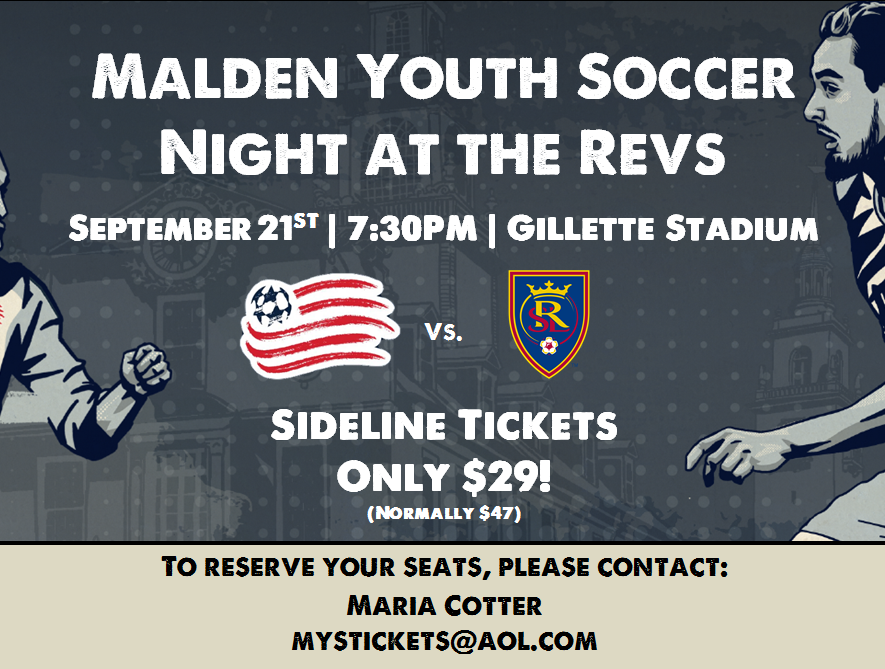 Malden Youth Soccer
Night at the Revs
September 21st | 7:30PM | Gillette Stadium
vs.
RSL
Sideline Tickets
Only $29!
(Normally $47)
To reserve your seats, please contact:
Maria Cotter
mystickets@aol.com